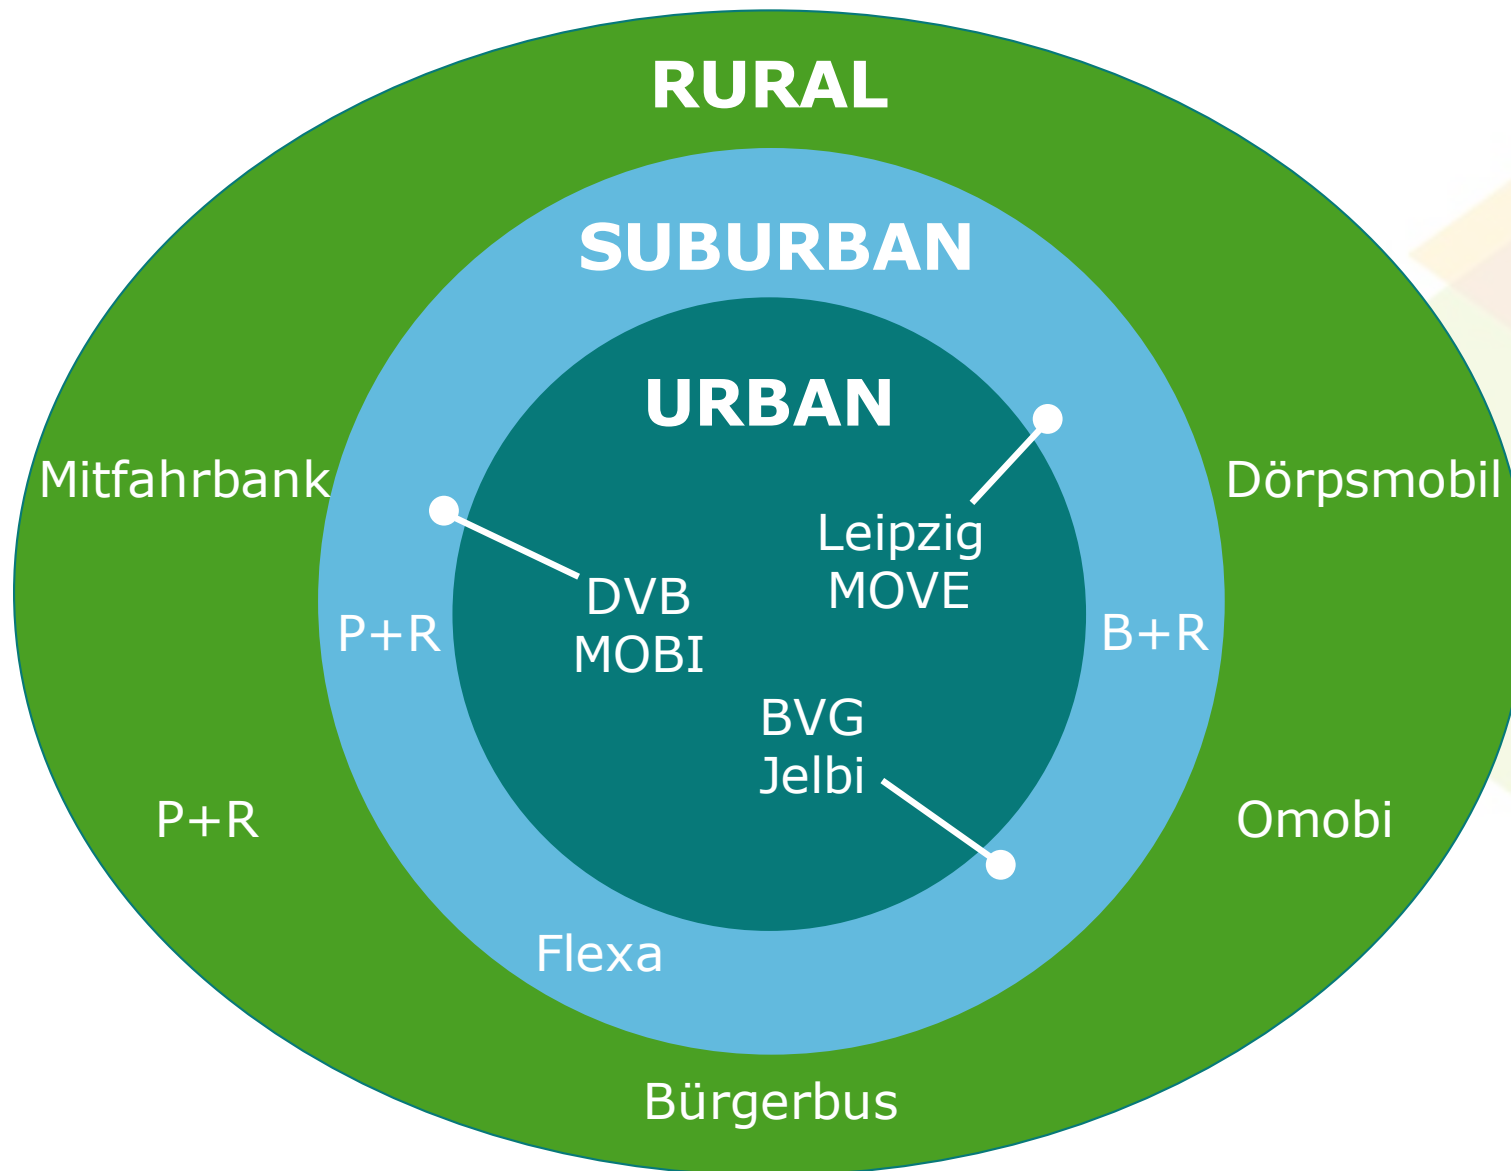 RURAL
SUBURBAN
URBAN
Mitfahrbank
Dörpsmobil
Leipzig
MOVE
DVB
MOBI
P+R
B+R
BVG
Jelbi
P+R
Omobi
Flexa
Bürgerbus